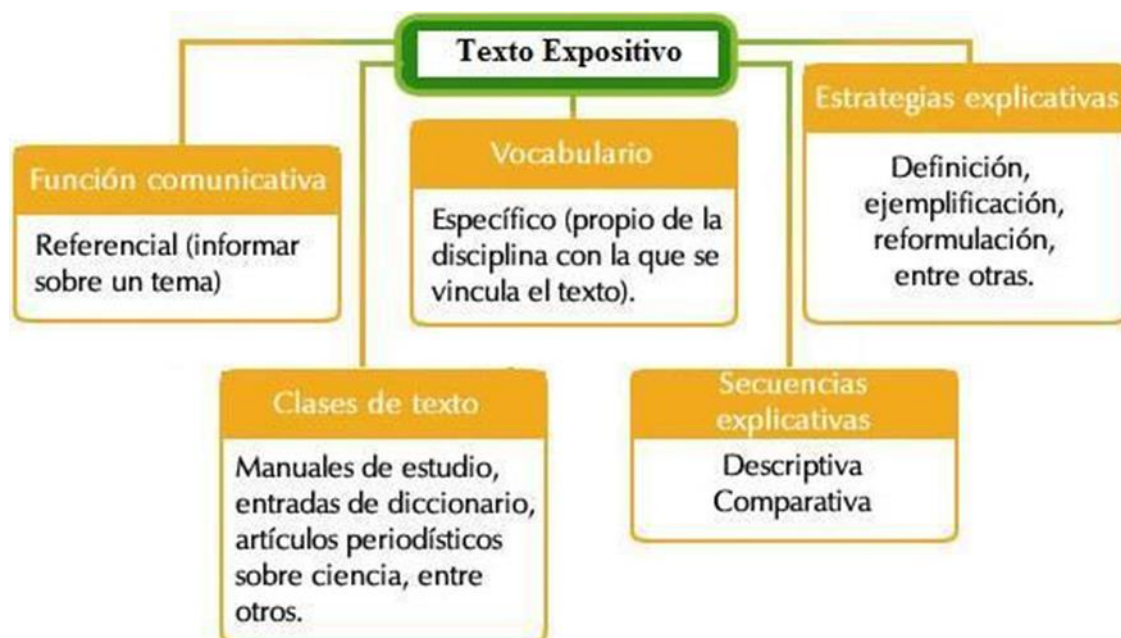 Texto Expositivo
Función comunicativa
Referencial (informar
sobre un tema)
Vocabulario
Específico (propio de la
disciplina con la que se
vincula el texto).
Estrategias explicativas
Definición,
ejemplificación,
reformulación,
entre otras.
Clases de texto
Manuales de estudio,
entradas de diccionario,
artículos periodísticos
sobre ciencia, entre
otros.
Secuencias
explicativas
Descriptiva
Comparativa